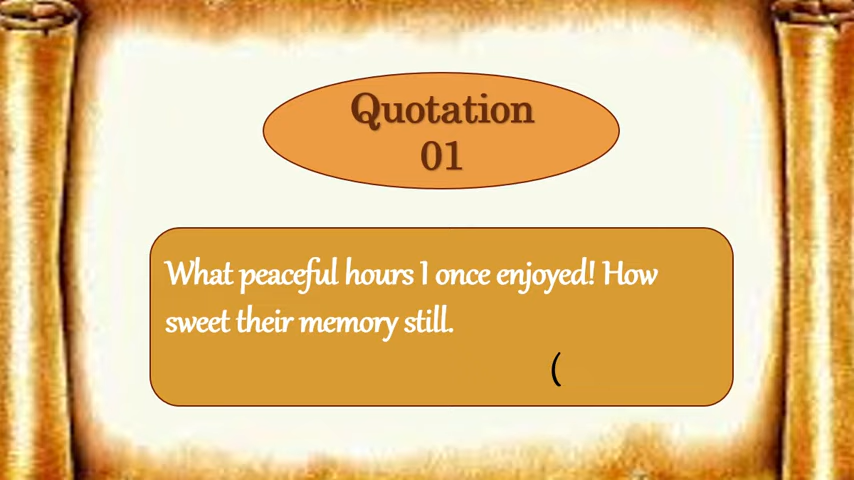 Quotation
01
What peaceful hours I once enjoyed! How
sweet their memory still.
(